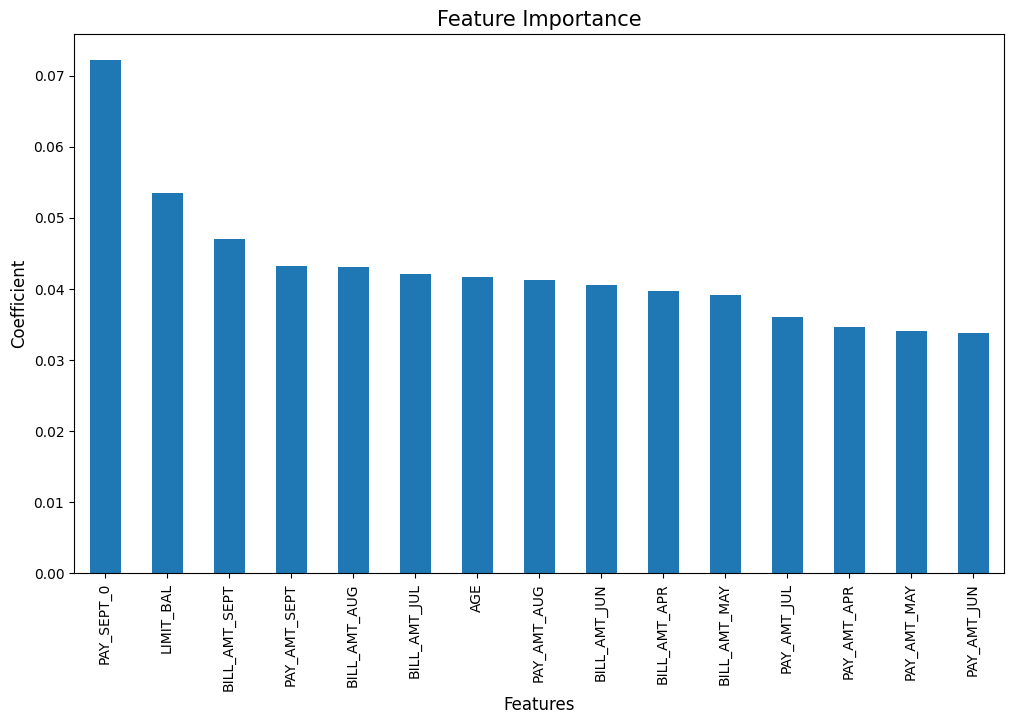 Feature Importance
Coefficient
0.07
0.06
0.05
0.04
0.03
0.02
0.01
0.00
PAY_SEPT_0
LIMIT_BAL
BILL_AMT_SEPT
PAY_AMT_SEPT
BILL_AMT_AUG
BILL_AMT_JUL
AGE
PAY_AMT_AUG
BILL_AMT_JUN
BILL_AMT_APR
BILL_AMT_MAY
PAY_AMT_JUL
PAY_AMT_APR
PAY_AMT_MAY
PAY_AMT_JUN
Features